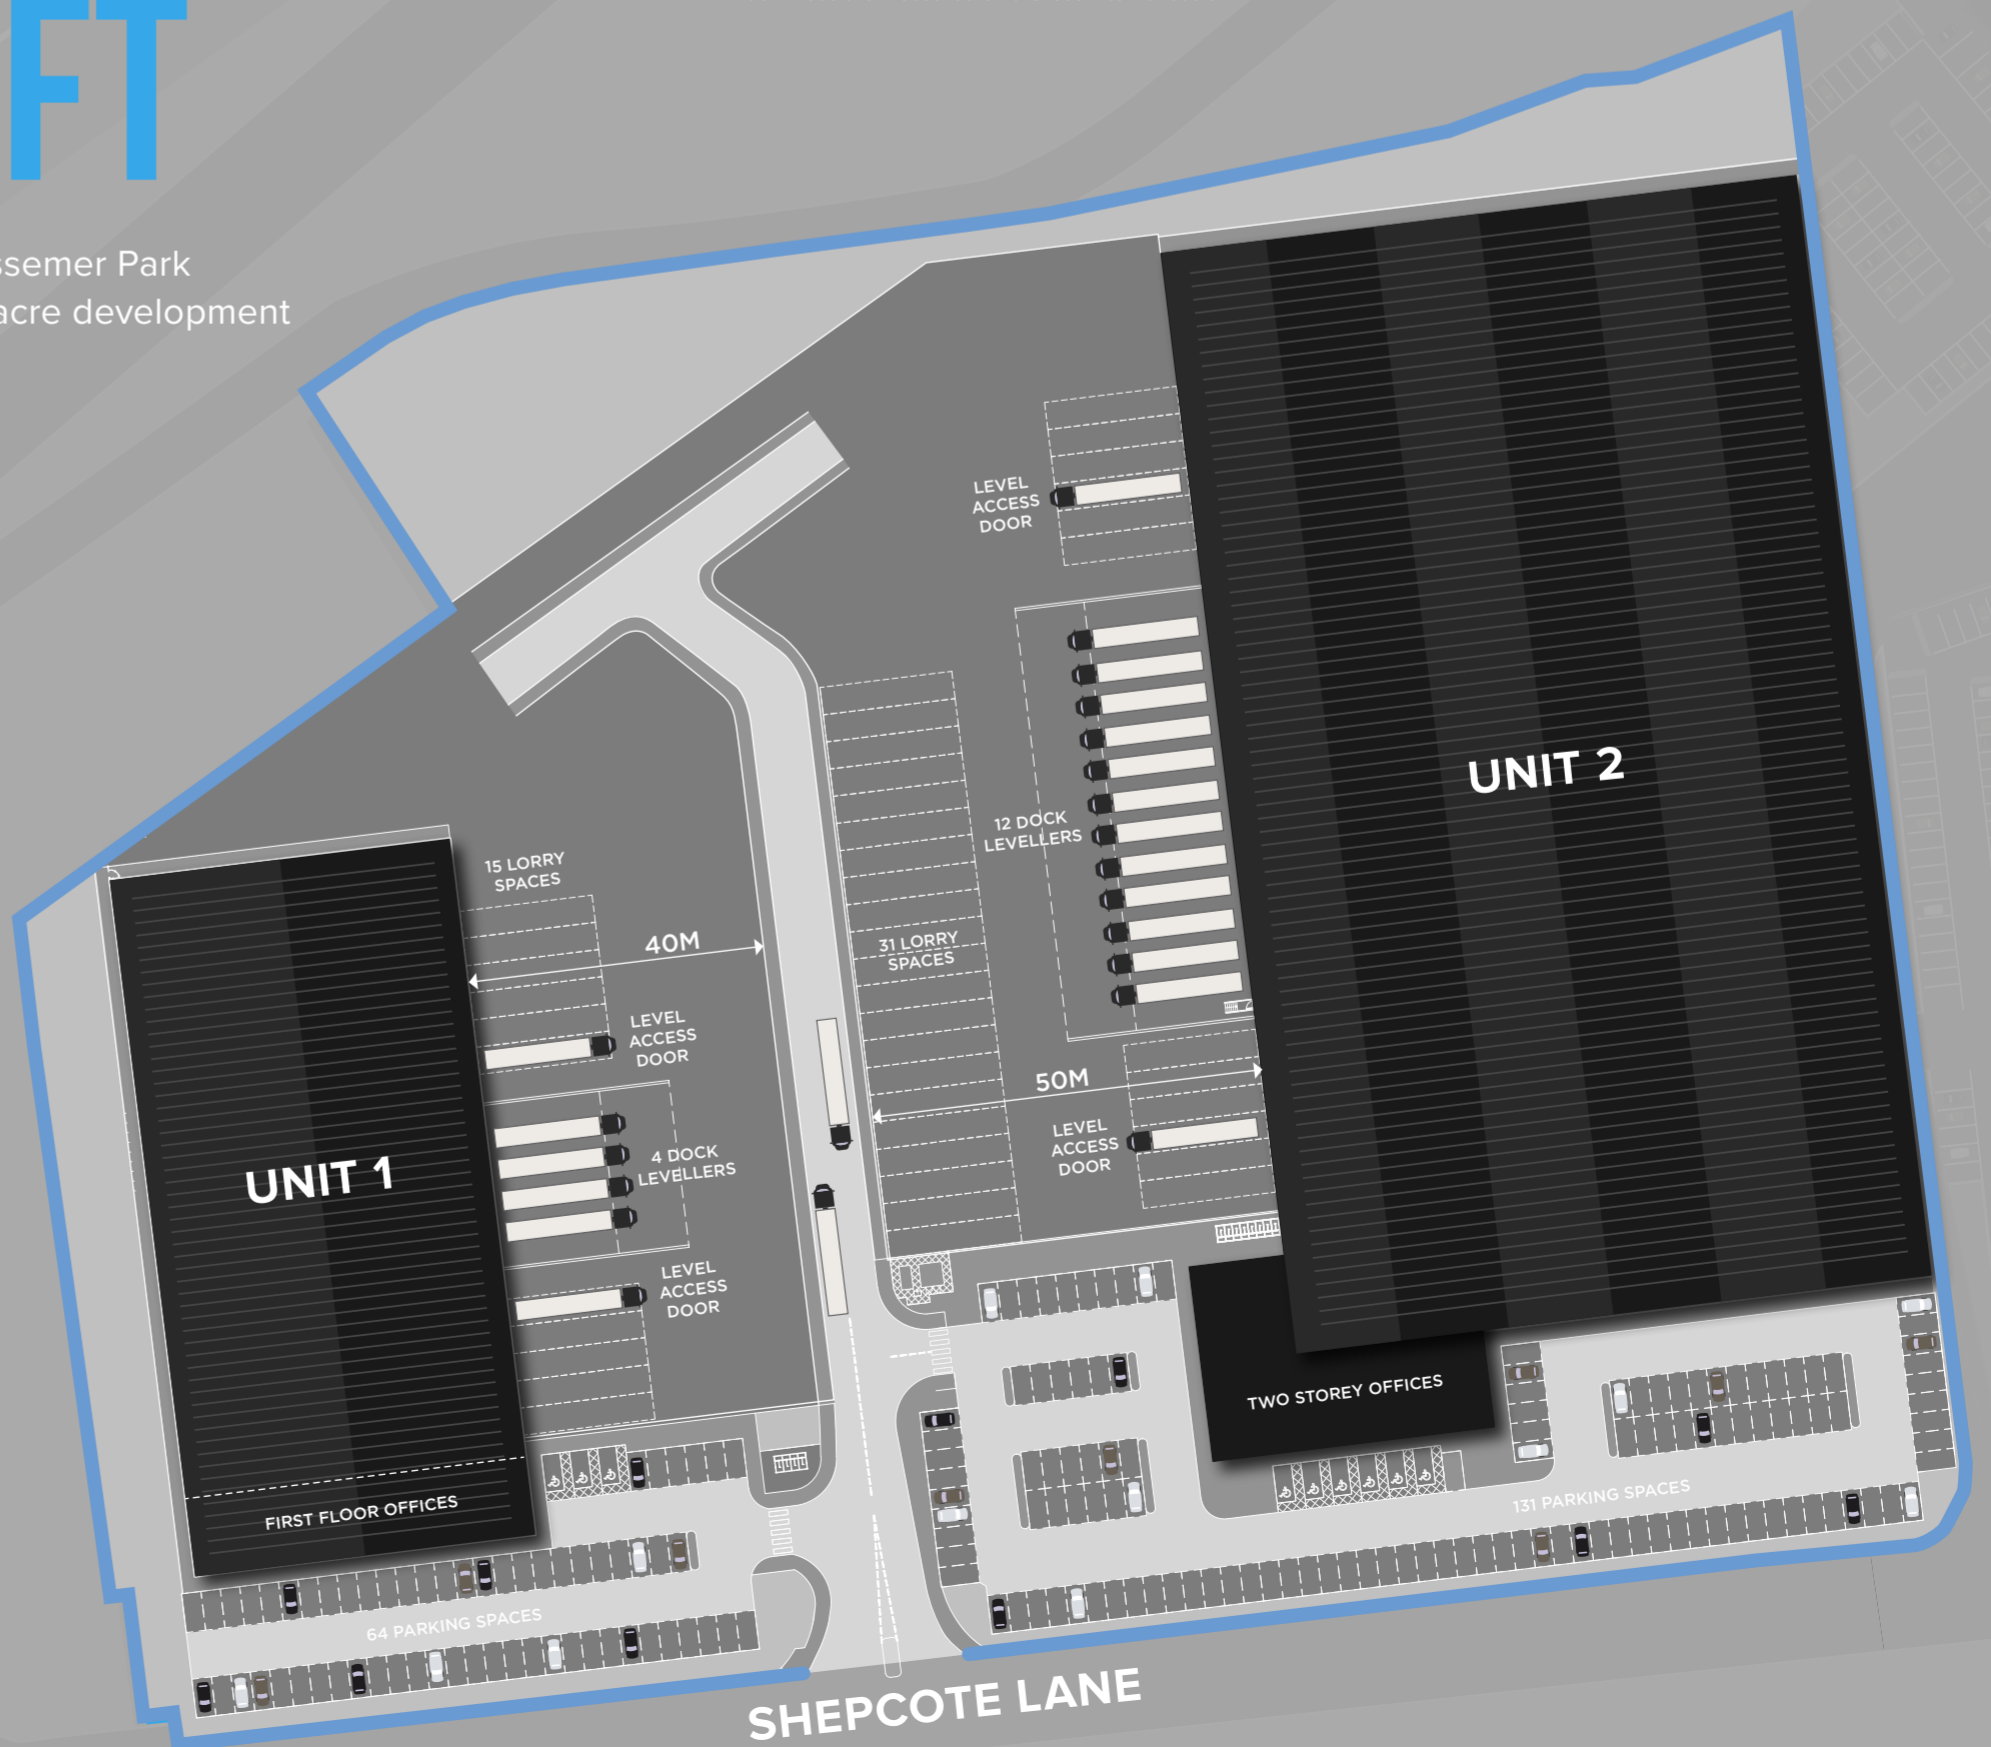 FT
ssemer Park
acre development
LEVEL
ACCESS
DOOR
UNIT 2
12 DOCK
LEVELLERS
15 LORRY
SPACES
40M
31 LORRY
SPACES
LEVEL
ACCESS
DOOR
50M
LEVEL
ACCESS
DOOR
UNIT 1
4 DOCK
LEVELLERS
LEVEL
ACCESS
DOOR
TWO STOREY OFFICES
FIRST FLOOR OFFICES
131 PARKING SPACES
64 PARKING SPACES
SHEPCOTE LANE